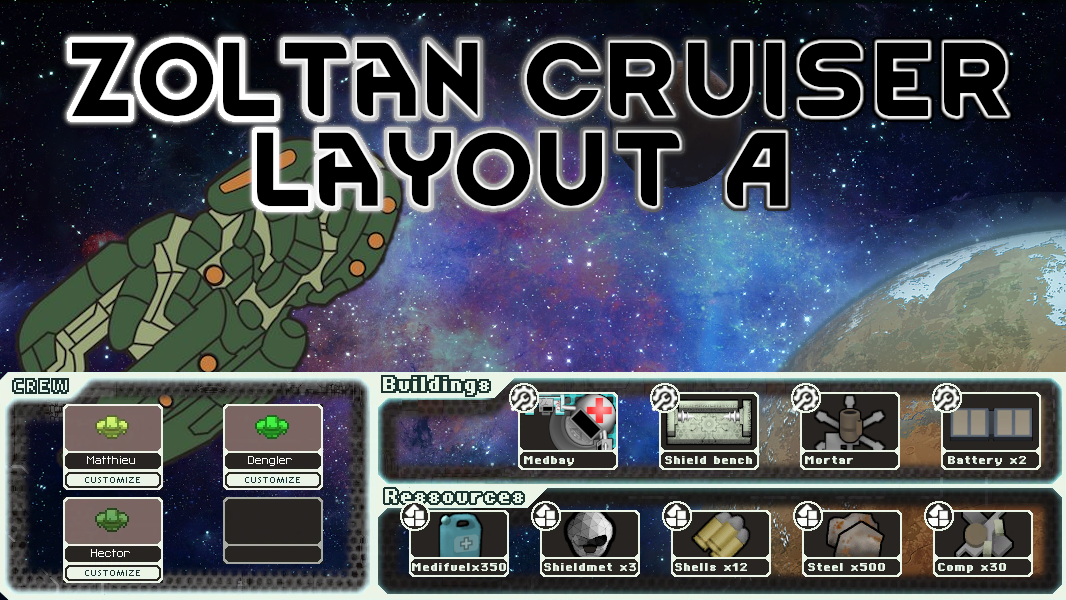 ZOLTAN CRUISER
LAYOUT A
CREW
Matthieu
CUSTOMIZE
Dengler
CUSTOMIZE
Hector
CUSTOMIZE
Buildings
Medbay
Shield bench
Mortar
Battery x2
Ressources
Medifuelx350
Shieldmet x3
Shells x12
Steel x500
Comp x30